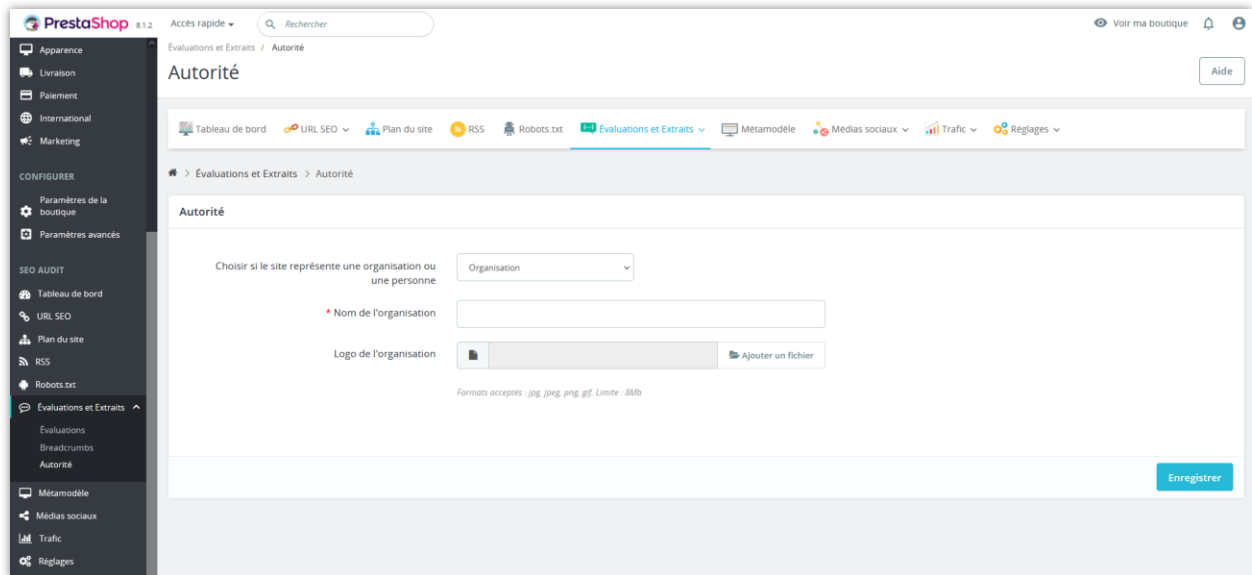 PrestaShop 8.1.2 Accès rapide Rechercher Voir ma boutique
Apparence
Livraison
Paiement
International
Marketing
CONFIGURER
Paramètres de la
boutique
Paramètres avancés
SEO AUDIT
Tableau de bord
URL SEO
Plan du site
RSS
Robots.txt
Évaluations et Extraits
Évaluations
Breadcrumbs
Autorité
Métamodèle
Médias sociaux
Trafic
Réglages
Évaluations et Extraits / Autorité
Autorité
Aide
Tableau de bord URL SEO Plan du site RSS Robots.txt Évaluations et Extraits Métamodèle Médias sociaux Trafic Réglages
> Évaluations et Extraits > Autorité
Autorité
Choisir si le site représente une organisation ou
une personne
Organisation
* Nom de l'organisation
Logo de l'organisation
Ajouter un fichier
Formats acceptés : jpg, jpeg, png, gif. Limite : 8Mb
Enregistrer